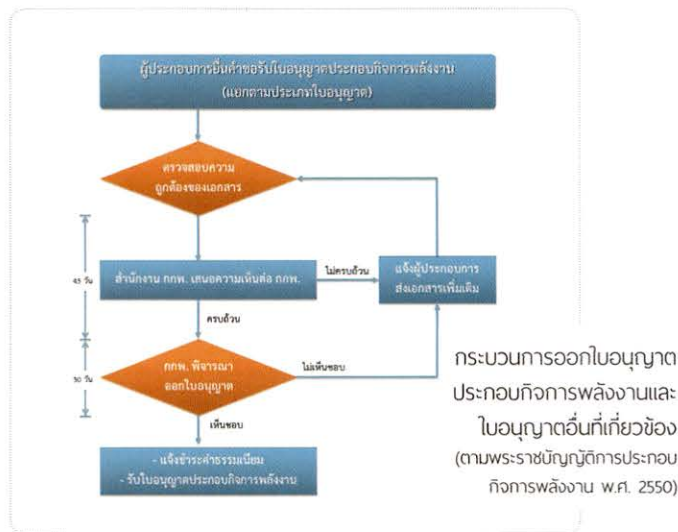 ผู้ประกอบการยื่นคำขอรับใบอนุญาตประกอบกิจการพลังงาน
(แยกตามประเภทใบอนุญาต)
ตรวจสอบความ
ถูกต้องของเอกสาร
45 วัน
สำนักงาน กกพ. เสนอความเห็นต่อ กกพ.
ไม่ครบถ้วน
แจ้งผู้ประกอบการ
ส่งเอกสารเพิ่มเติม
ครบถ้วน
30 วัน
กกพ. พิจารณา
ออกใบอนุญาต
ไม่เห็นชอบ
เห็นชอบ
- แจ้งชำระค่าธรรมเนียม
- รับใบอนุญาตประกอบกิจการพลังงาน
กระบวนการออกใบอนุญาต
ประกอบกิจการพลังงานและ
ใบอนุญาตอื่นที่เกี่ยวข้อง
(ตามพระราชบัญญัติการประกอบ
กิจการพลังงาน พ.ศ. 2550)